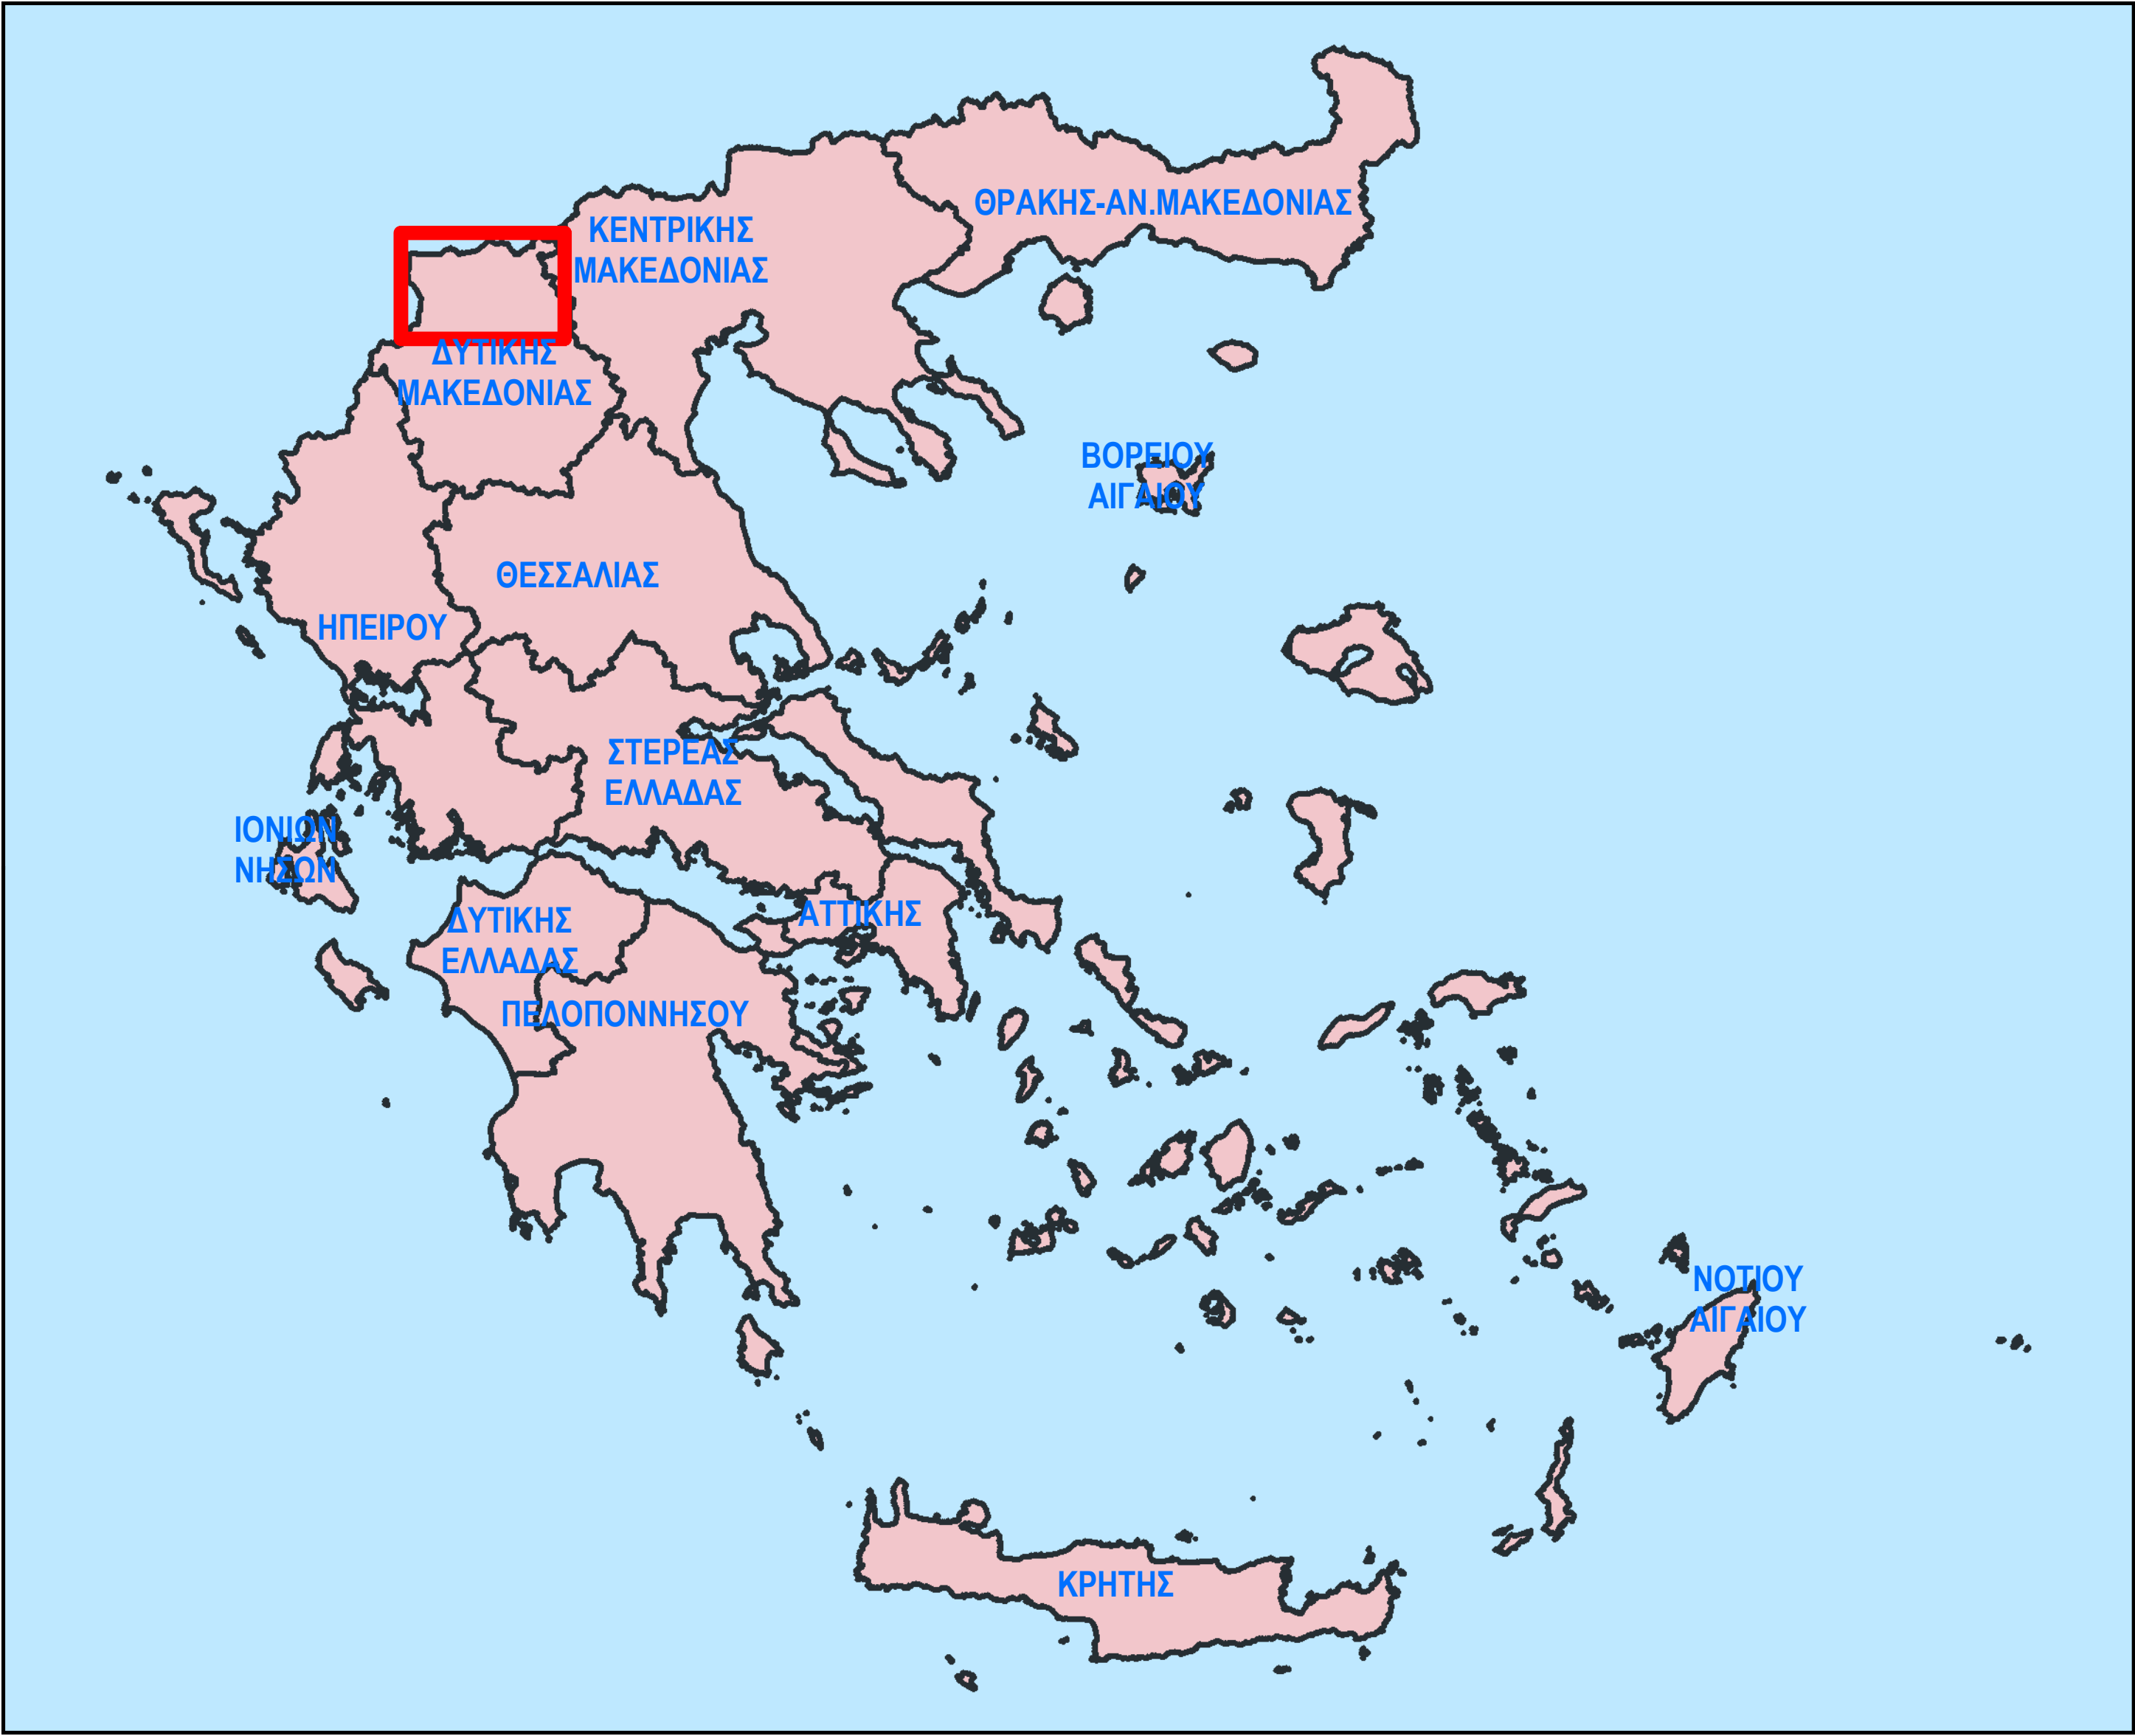 ΘΡΑΚΗΣ-ΑΝ.ΜΑΚΕΔΟΝΙΑΣ
ΚΕΝΤΡΙΚΗΣ
ΜΑΚΕΔΟΝΙΑΣ
ΔΥΤΙΚΗΣ
ΜΑΚΕΔΟΝΙΑΣ
ΒΟΡΕΙΟΥ
ΑΙΓΑΙΟΥ
ΘΕΣΣΑΛΙΑΣ
ΗΠΕΙΡΟΥ
ΣΤΕΡΕΑΣ
ΕΛΛΑΔΑΣ
ΙΟΝΙΩΝ
ΝΗΣΩΝ
ΑΤΤΙΚΗΣ
ΔΥΤΙΚΗΣ
ΕΛΛΑΔΑΣ
ΠΕΛΟΠΟΝΝΗΣΟΥ
ΝΟΤΙΟΥ
ΑΙΓΑΙΟΥ
ΚΡΗΤΗΣ